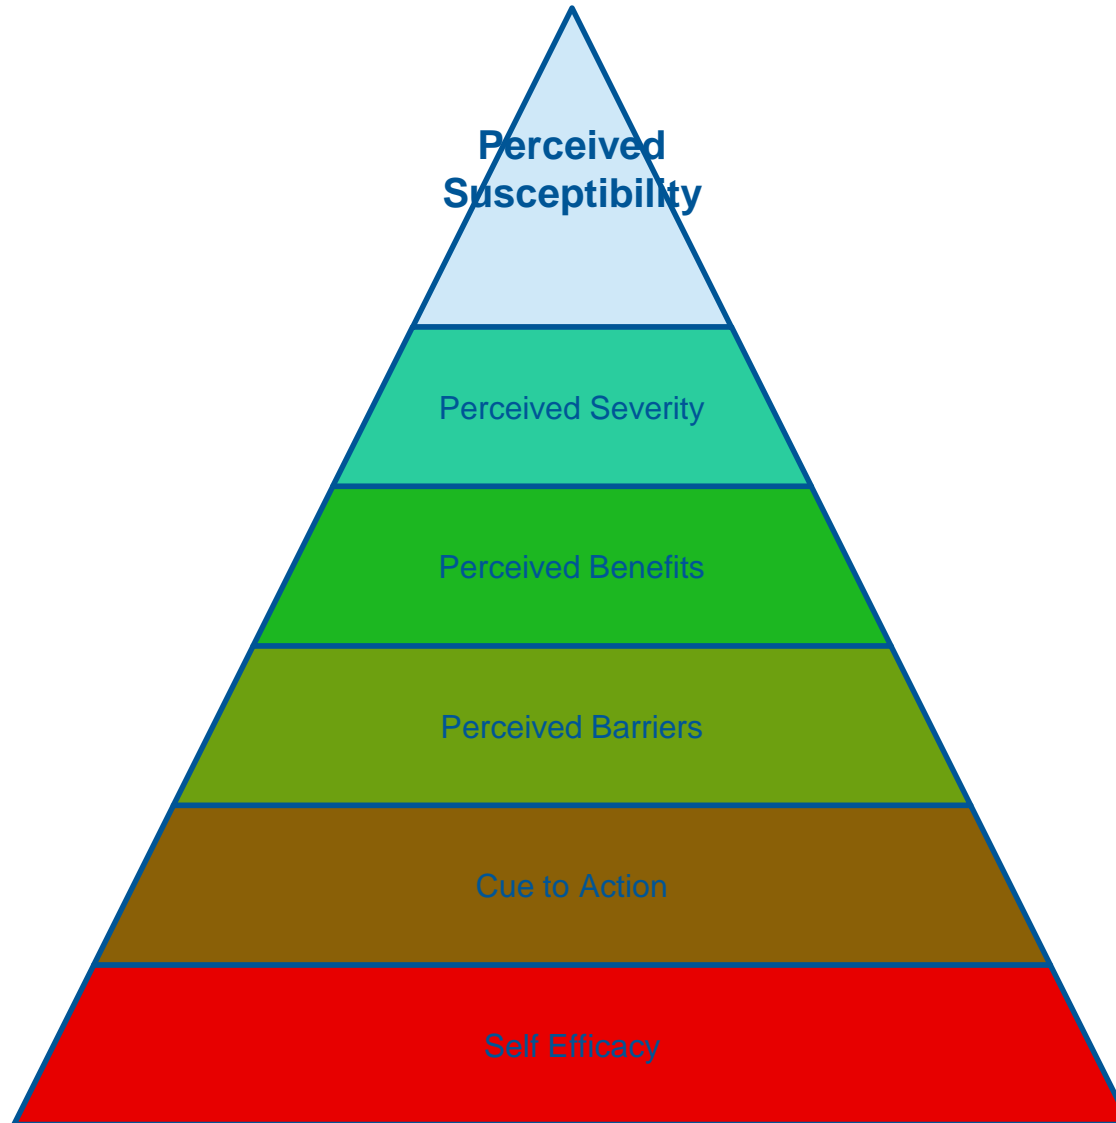 Perceived
Susceptibility
Perceived Severity
Perceived Benefits
Perceived Barriers
Cue to Action
Self Efficacy